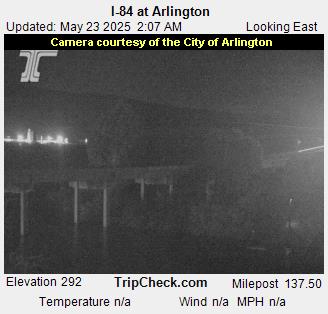 I-84 at Arlington
Updated: May 23 2025 2:07 AM Looking East
Camera courtesy of the City of Arlington
Elevation 292 TripCheck.com Milepost 137.50
Temperature n/a Wind n/a MPH n/a